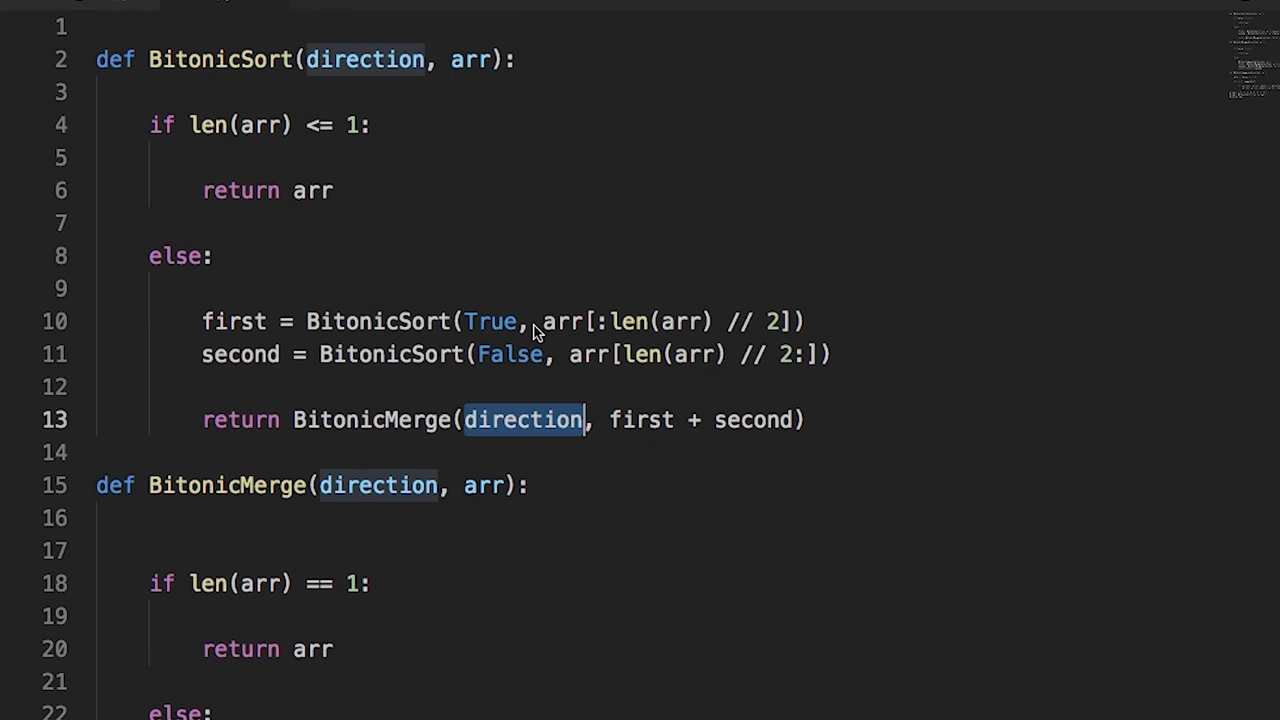 1
2 def BitonicSort(direction, arr):
3
4 if len(arr) <= 1:
5
6 return arr
7
8 else:
9
10 first = BitonicSort(True, arr[:len(arr) // 2])
11 second = BitonicSort(False, arr[len(arr) // 2:])
12
13 return BitonicMerge(direction, first + second)
14
15 def BitonicMerge(direction, arr):
16
17
18 if len(arr) == 1:
19
20 return arr
21
22 else: